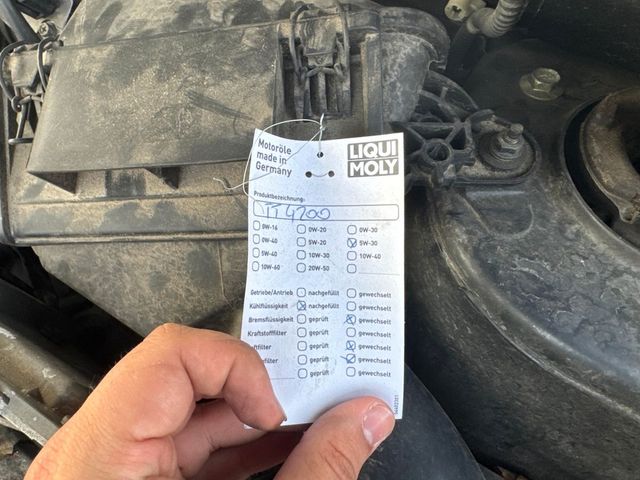 Motoröle
made in
Germany
LIQUI
MOLY
Produktbezeichnung:
TT 4200
0W-16 0W-20 0W-30
0W-40 5W-20 5W-30
5W-40 10W-30 10W-40
10W-60 20W-50
Getriebe/Antrieb nachgefüllt gewechselt
Kühlflüssigkeit nachgefüllt gewechselt
Bremsflüssigkeit geprüft gewechselt
Kraftstofffilter geprüft gewechselt
ftfilter geprüft gewechselt
filter geprüft gewechselt
geprüft gewechselt